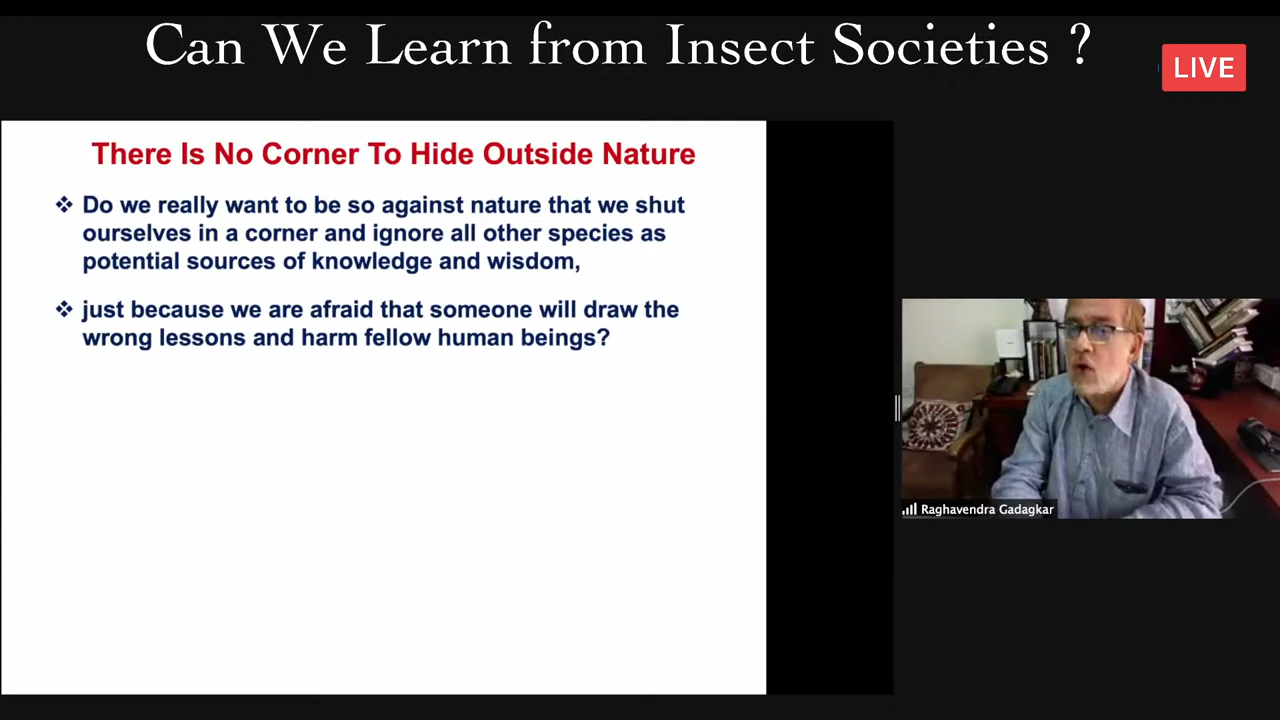 Can We Learn from Insect Societies ?
LIVE
There Is No Corner To Hide Outside Nature
❖ Do we really want to be so against nature that we shut
ourselves in a corner and ignore all other species as
potential sources of knowledge and wisdom,
❖ just because we are afraid that someone will draw the
wrong lessons and harm fellow human beings?
Raghavendra Gadagkar